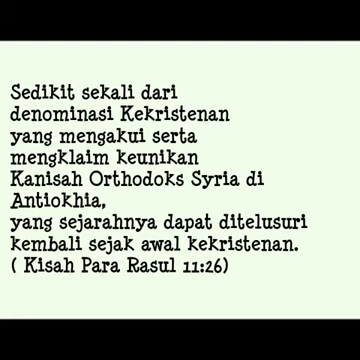 Sedikit sekali dari
denominasi Kekristenan
yang mengakui serta
mengklaim keunikan
Kanisah Orthodoks Syria di
Antiokhia,
yang sejarahnya dapat ditelusuri
kembali sejak awal kekristenan.
( Kisah Para Rasul 11:26)